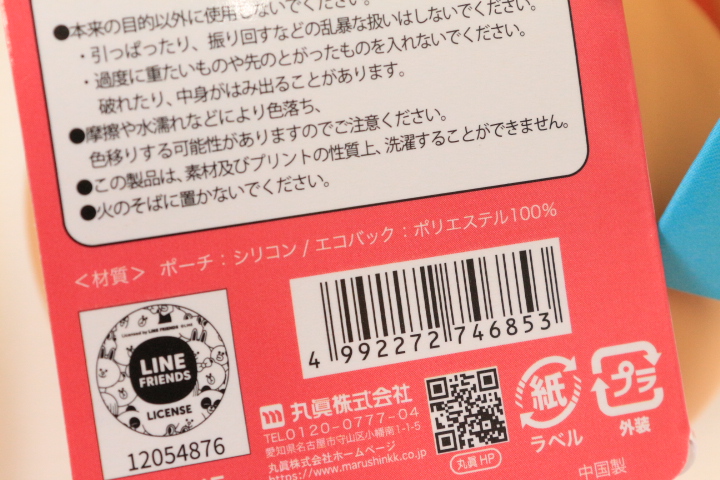 ●本来の目的以外に使用しないでください。
・引っぱったり、振り回すなどの乱暴な扱いはしないでください。
・過度に重たいものや先のとがったものを入れないでください。
破れたり、中身がはみ出ることがあります。
●摩擦や水濡れなどにより色落ち、
色移りする可能性がありますのでご注意ください。
●この製品は、素材及びプリントの性質上、洗濯することができません。
●火のそばに置かないでください。
＜材質＞ ポーチ：シリコン / エコバック：ポリエステル100%
4 992272 746853
Licensed by LINE FRIENDS
LINE
FRIENDS
LICENSE
12054876
丸眞株式会社
TEL0120-0777-04
愛知県名古屋市守山区小幡南1-1-5
丸眞株式会社ホームページ
https://www.marushinkk.co.jp
丸眞 HP
紙
ラベル
プラ
外装
中国製